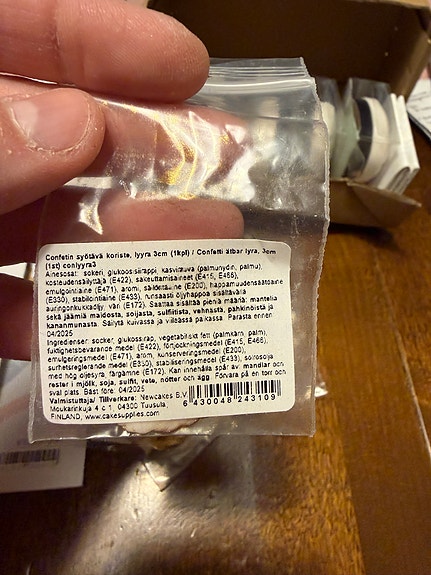 Confetin syötävä koriste, lyyra 3cm (1kpl) / Confetti ätbar lyra, 3cm
(1st) conlyyra3
Ainesosat: sokeri, glukoosisiirappi, kasvirasva (palmunydin, palmu),
kosteudensäilyttäjä (E422), sakeuttamisaineet (E415, E466),
emulgointiaine (E471), aromi, säilöntäaine (E200), happamuudensäätöaine
(E330), stabilointiaine (E433), runsaasti öljyhappoa sisältävää
auringonkukkaöljy, väri (E172). Saattaa sisältää pieniä määriä: mantelia
sekä jäämiä maidosta, soijasta, sulfiitista, vehnästä, pähkinöistä ja
kananmunasta. Säilytä kuivassa ja viileässä paikassa. Parasta ennen:
04/2025
Ingredienser: socker, glukossirap, vegetabiliskt fett (palmkärn, palm),
fuktighetsbevarande medel (E422), förtjockningsmedel (E415, E466),
emulgeringsmedel (E471), arom, konserveringsmedel (E200),
surhetsreglerande medel (E330), stabiliseringsmedel (E433), solrosolja
med hög oljesyra, färgämne (E172). Kan innehålla spår av: mandlar och
rester i mjölk, soja, sulfit, vete, nötter och ägg. Förvara på en torr och
sval plats. Bäst före: 04/2025
Valmistuttaja/ Tillverkare: Newcakes B.V.
Moukarinkuja 4 c 1, 04300 Tuusula,
FINLAND, www.cakesupplies.com
6 430048 243109